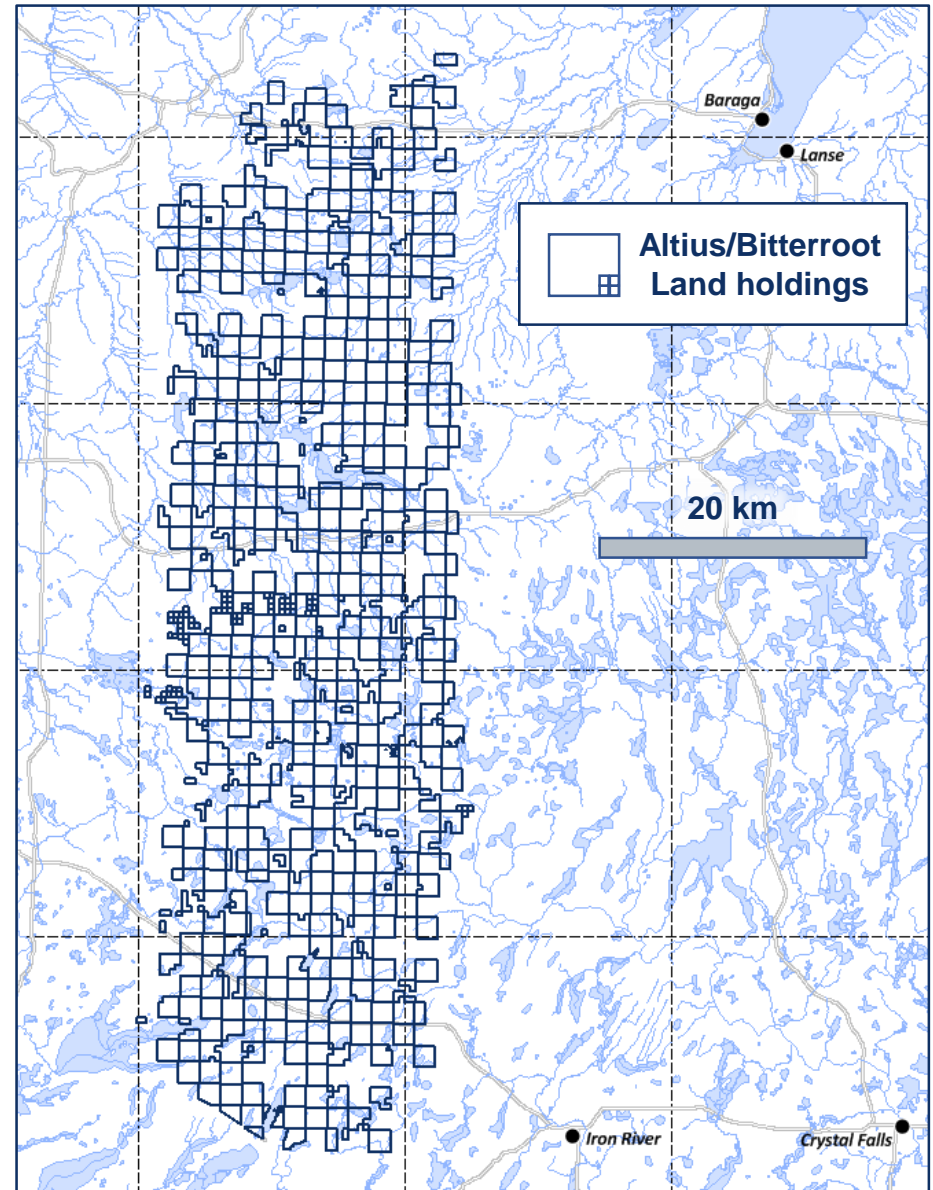 Baraga
Lanse
Altius/Bitterroot
Land holdings
20 km
Iron River
Crystal Falls